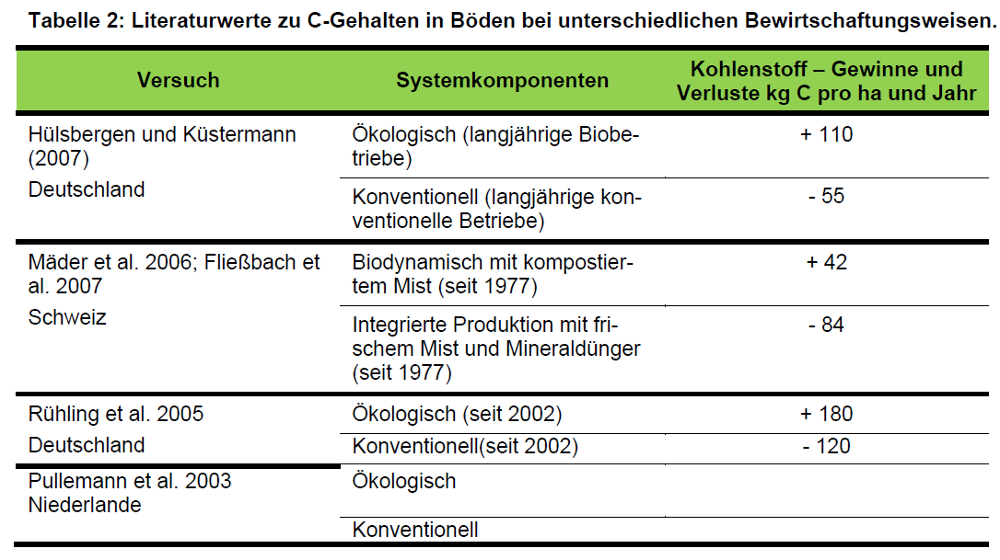 Tabelle 2: Literaturwerte zu C-Gehalten in Böden bei unterschiedlichen Bewirtschaftungsweisen.
Versuch
Systemkomponenten
Kohlenstoff – Gewinne und
Verluste kg C pro ha und Jahr
Hülsbergen und Küstermann
(2007)
Deutschland
Ökologisch (langjährige Biobe-
triebe)
+ 110
Konventionell (langjährige kon-
ventionelle Betriebe)
- 55
Mäder et al. 2006; Fließbach et
al. 2007
Schweiz
Biodynamisch mit kompostier-
tem Mist (seit 1977)
+ 42
Integrierte Produktion mit fri-
schem Mist und Mineraldünger
(seit 1977)
- 84
Rühling et al. 2005
Deutschland
Ökologisch (seit 2002)
+ 180
Konventionell(seit 2002)
- 120
Pullemann et al. 2003
Niederlande
Ökologisch
Konventionell